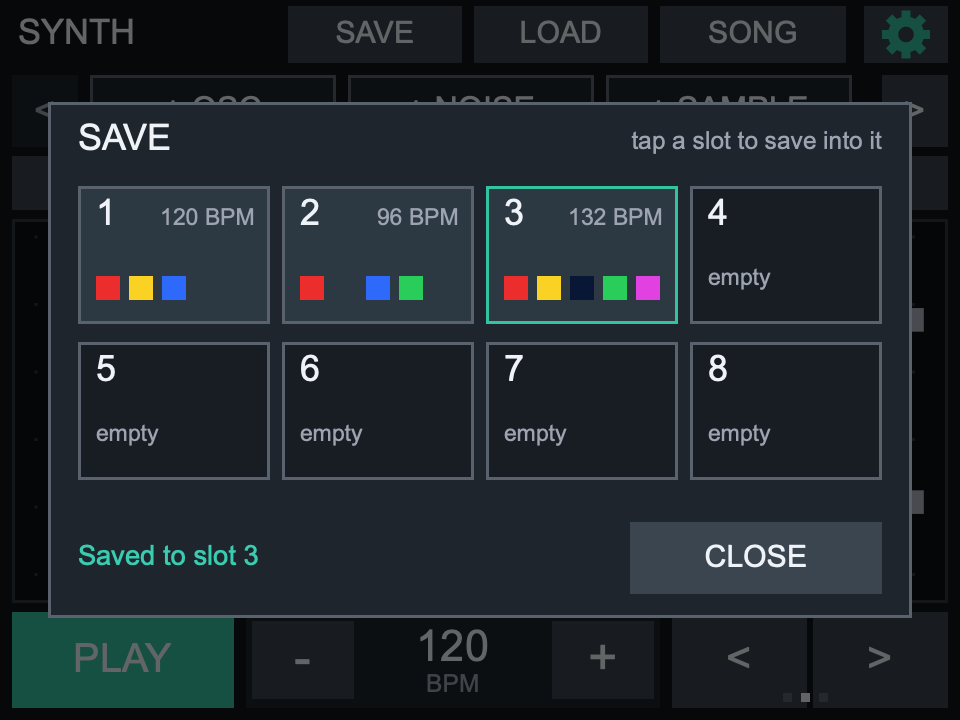 SYNTH
SAVE
LOAD
SONG
<
>
SAVE
tap a slot to save into it
1
120 BPM
2
96 BPM
3
132 BPM
4
empty
5
empty
6
empty
7
empty
8
empty
Saved to slot 3
CLOSE
PLAY
-
120
BPM
+
<
>